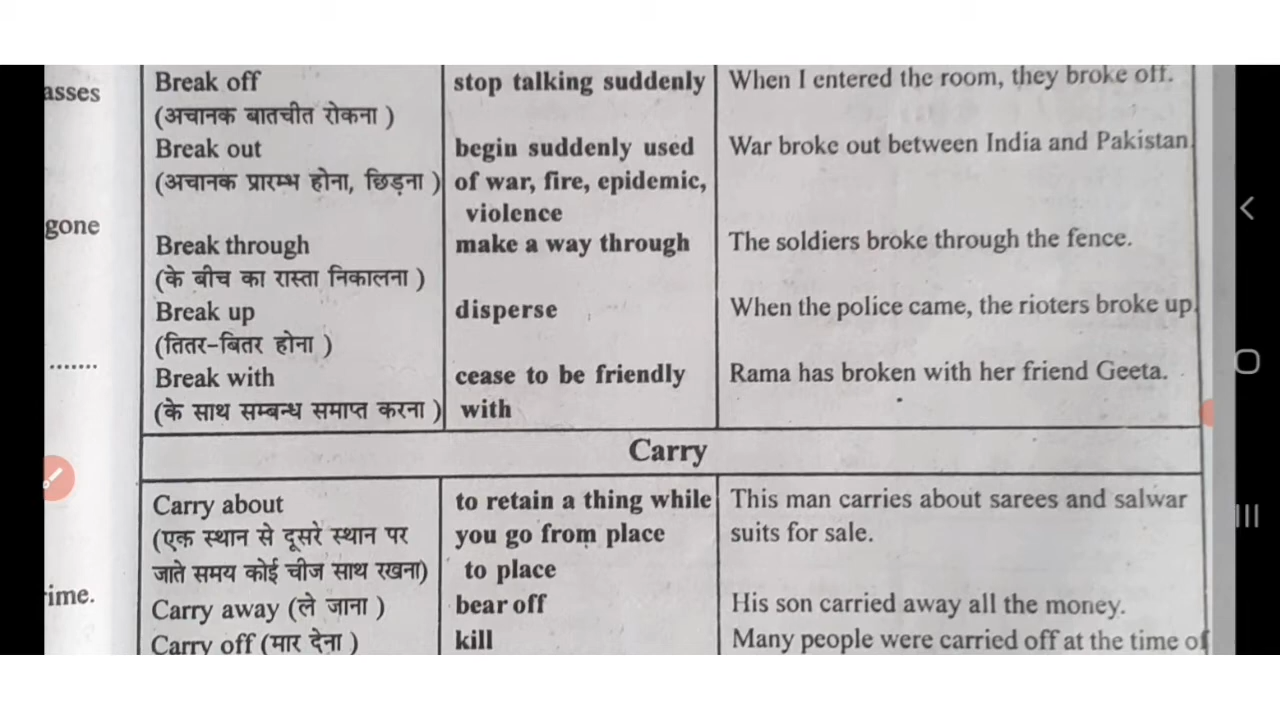 asses
gone
.......
ime.
Break off stop talking suddenly When I entered the room, they broke off.
(अचानक बातचीत रोकना )
Break out begin suddenly used War broke out between India and Pakistan.
(अचानक प्रारम्भ होना, छिड़ना ) of war, fire, epidemic,
violence
Break through make a way through The soldiers broke through the fence.
(के बीच का रास्ता निकालना )
Break up disperse When the police came, the rioters broke up.
(तितर-बितर होना )
Break with cease to be friendly Rama has broken with her friend Geeta.
(के साथ सम्बन्ध समाप्त करना ) with
Carry
Carry about to retain a thing while This man carries about sarees and salwar
(एक स्थान से दूसरे स्थान पर you go from place suits for sale.
जाते समय कोई चीज साथ रखना) to place
Carry away (ले जाना ) bear off His son carried away all the money.
Carry off (मार देना ) kill Many people were carried off at the time of